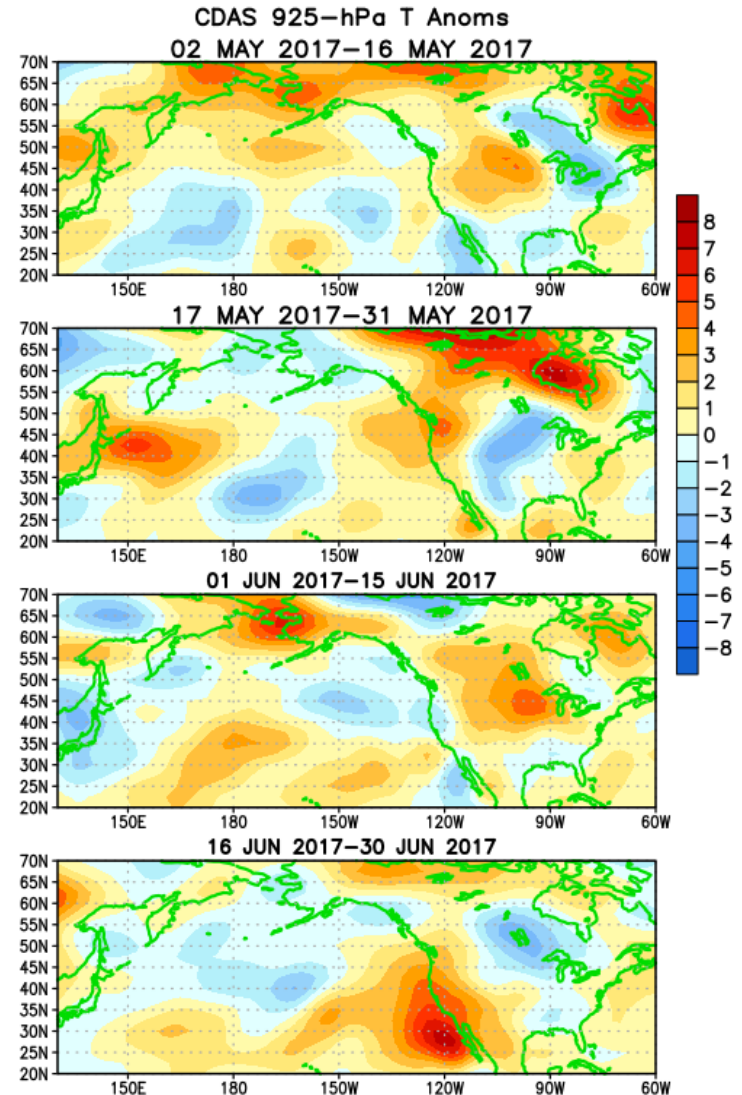 CDAS 925-hPa T Anoms
02 MAY 2017-16 MAY 2017
70N
65N
60N
55N
50N
45N
40N
35N
30N
25N
20N
150E 180 150W 120W 90W 60W
17 MAY 2017-31 MAY 2017
70N
65N
60N
55N
50N
45N
40N
35N
30N
25N
20N
150E 180 150W 120W 90W 60W
01 JUN 2017-15 JUN 2017
70N
65N
60N
55N
50N
45N
40N
35N
30N
25N
20N
150E 180 150W 120W 90W 60W
16 JUN 2017-30 JUN 2017
70N
65N
60N
55N
50N
45N
40N
35N
30N
25N
20N
150E 180 150W 120W 90W 60W
8
7
6
5
4
3
2
1
0
-1
-2
-3
-4
-5
-6
-7
-8